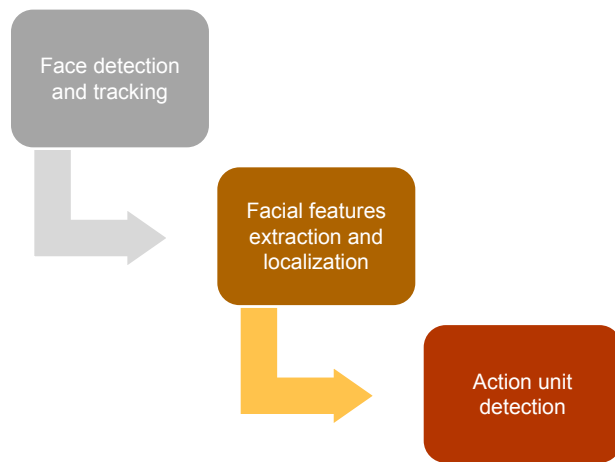 Face detection
and tracking
Facial features
extraction and
localization
Action unit
detection